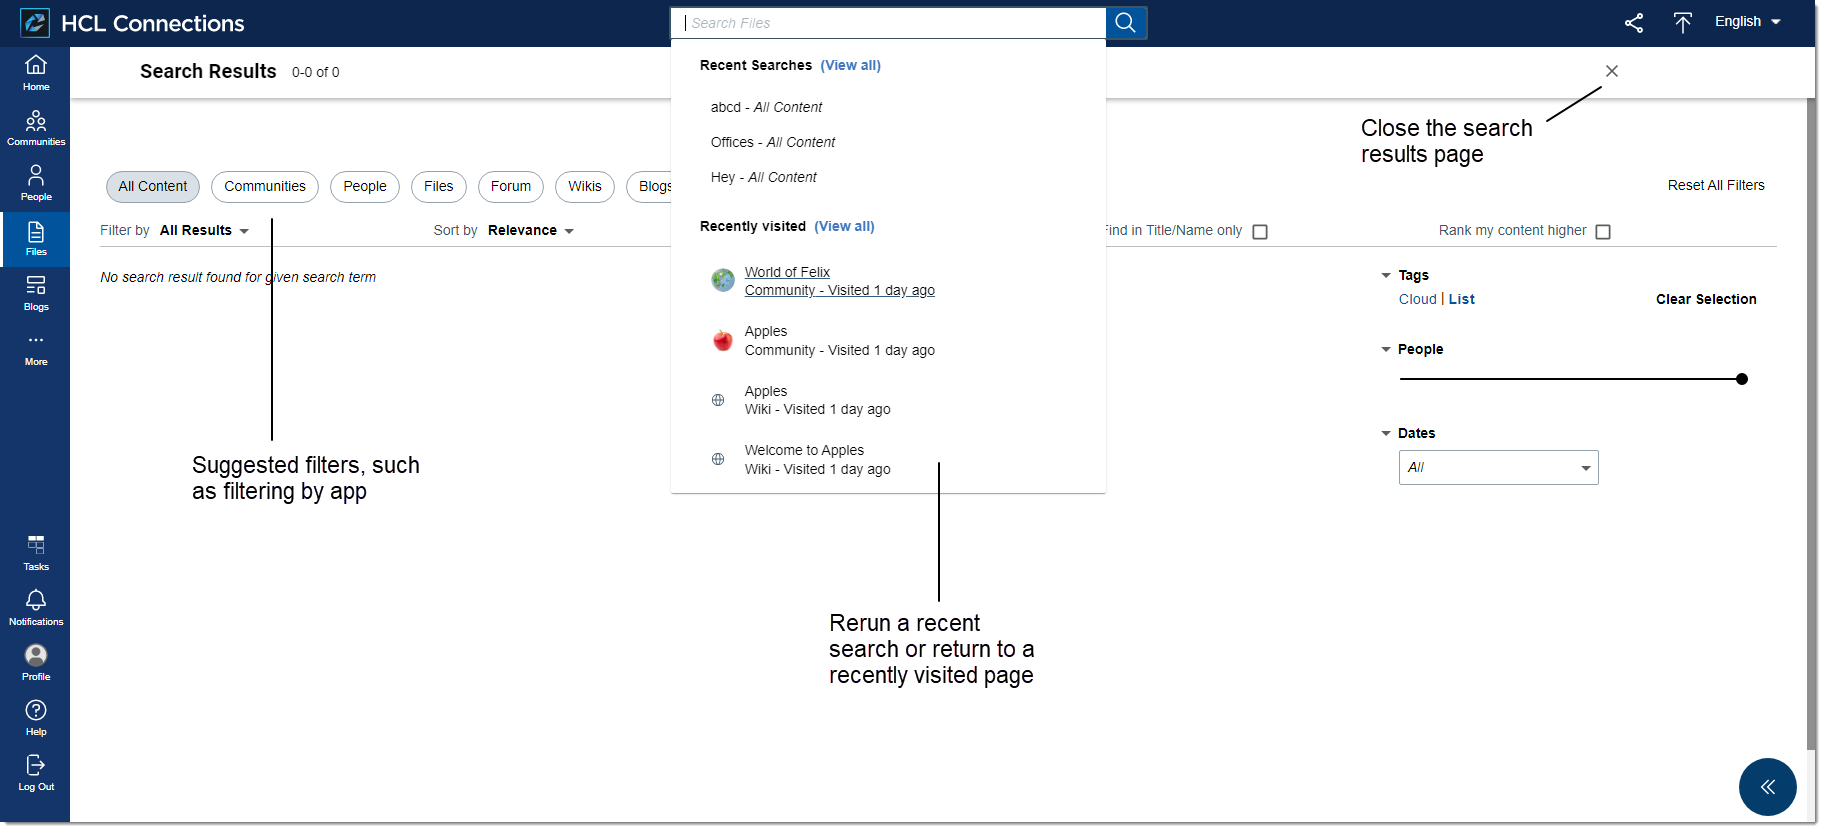 HCL Connections
Search Files
English
Home
Communities
People
Files
Blogs
More
Tasks
Notifications
Profile
Help
Log Out
Search Results 0-0 of 0
Recent Searches (View all)
abcd - All Content
Offices - All Content
Hey - All Content
Recently visited (View all)
World of Felix
Community - Visited 1 day ago
Apples
Community - Visited 1 day ago
Apples
Wiki - Visited 1 day ago
Welcome to Apples
Wiki - Visited 1 day ago
Close the search
results page
All Content Communities People Files Forum Wikis Blogs
Reset All Filters
Filter by All Results Sort by Relevance Find in Title/Name only Rank my content higher
No search result found for given search term
Tags
Cloud | List Clear Selection
People
Dates
All
Suggested filters, such
as filtering by app
Rerun a recent
search or return to a
recently visited page